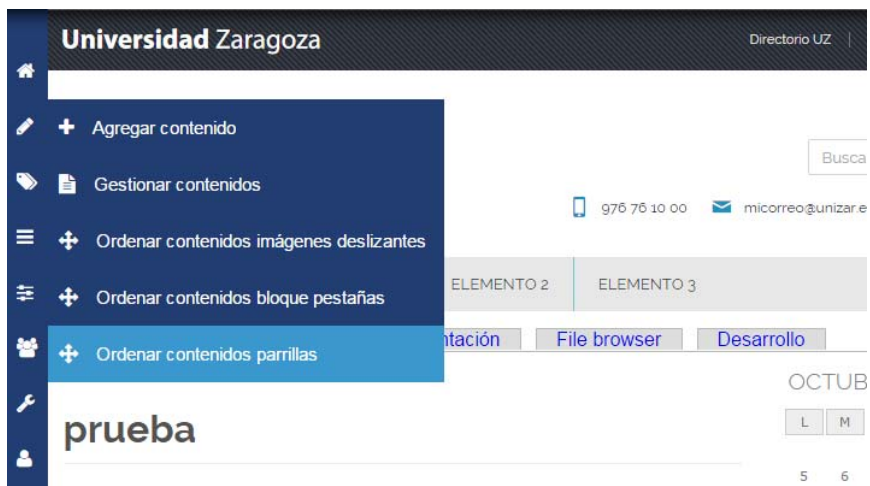 Universidad Zaragoza
Directorio UZ |
Agregar contenido
Busca
Gestionar contenidos
976 76 10 00 micorreo@unizar.e
Ordenar contenidos imágenes deslizantes
ELEMENTO 2 ELEMENTO 3
Ordenar contenidos bloque pestañas
ntación File browser Desarrollo
Ordenar contenidos parrillas
OCTUB
prueba
L M
5 6